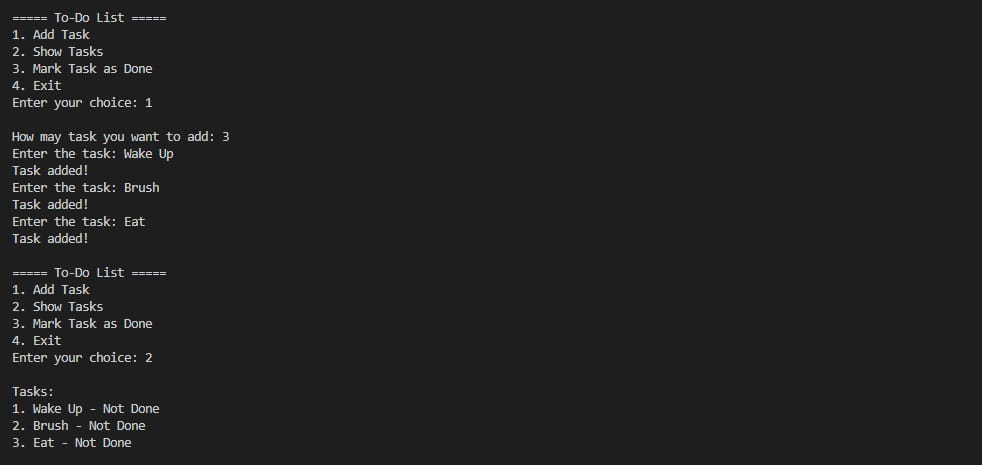 ===== To-Do List =====
1. Add Task
2. Show Tasks
3. Mark Task as Done
4. Exit
Enter your choice: 1
How may task you want to add: 3
Enter the task: Wake Up
Task added!
Enter the task: Brush
Task added!
Enter the task: Eat
Task added!
===== To-Do List =====
1. Add Task
2. Show Tasks
3. Mark Task as Done
4. Exit
Enter your choice: 2
Tasks:
1. Wake Up - Not Done
2. Brush - Not Done
3. Eat - Not Done